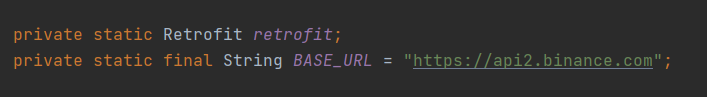 private static Retrofit retrofit;
private static final String BASE_URL = "https://api2.binance.com";